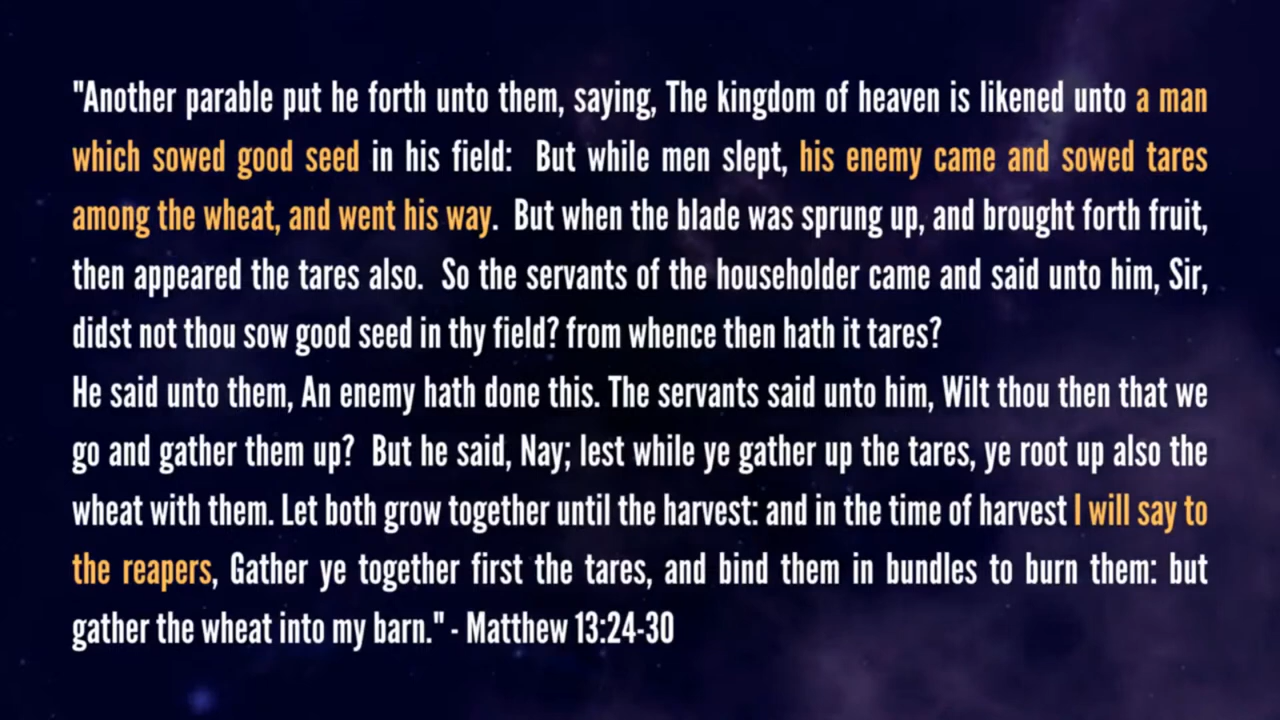 "Another parable put he forth unto them, saying, The kingdom of heaven is likened unto a man
which sowed good seed in his field:  But while men slept, his enemy came and sowed tares
among the wheat, and went his way.  But when the blade was sprung up, and brought forth fruit,
then appeared the tares also.  So the servants of the householder came and said unto him, Sir,
didst not thou sow good seed in thy field? from whence then hath it tares?
He said unto them, An enemy hath done this. The servants said unto him, Wilt thou then that we
go and gather them up?  But he said, Nay; lest while ye gather up the tares, ye root up also the
wheat with them. Let both grow together until the harvest: and in the time of harvest I will say to
the reapers, Gather ye together first the tares, and bind them in bundles to burn them: but
gather the wheat into my barn." - Matthew 13:24-30